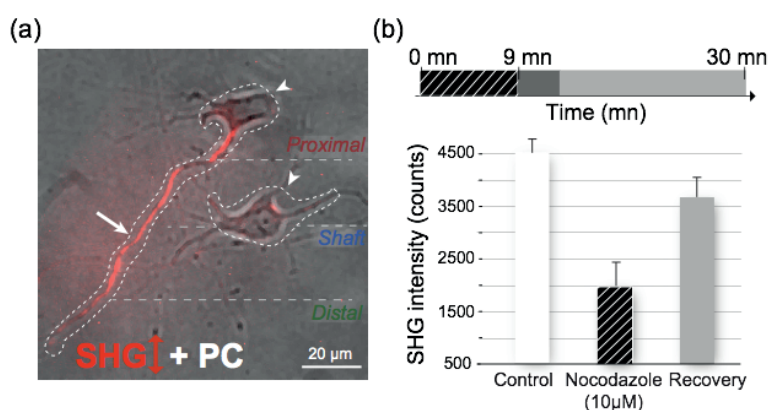 (a)
Proximal
Shaft
Distal
SHG↕ + PC
20 µm
(b)
0 mn 9 mn 30 mn
Time (mn)
SHG intensity (counts)
4500
3500
2500
1500
500
Control Nocodazole Recovery
(10µM)